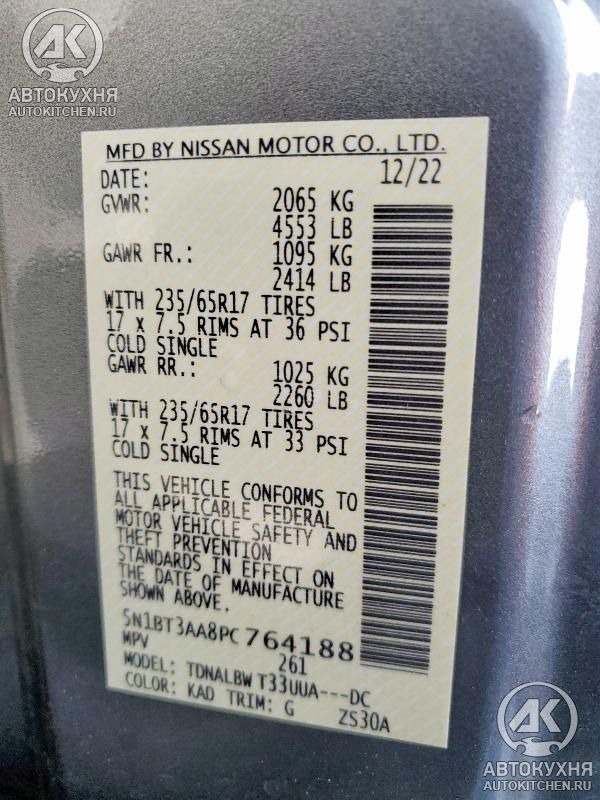 AK
АВТОКУХНЯ
AUTOKITCHEN.RU
MFD BY NISSAN MOTOR CO., LTD.
DATE: 12/22
GVWR: 2065 KG
4553 LB
GAWR FR.: 1095 KG
2414 LB
WITH 235/65R17 TIRES
17 x 7.5 RIMS AT 36 PSI
COLD SINGLE
GAWR RR.: 1025 KG
2260 LB
WITH 235/65R17 TIRES
17 x 7.5 RIMS AT 33 PSI
COLD SINGLE
THIS VEHICLE CONFORMS TO
ALL APPLICABLE FEDERAL
MOTOR VEHICLE SAFETY AND
THEFT PREVENTION
STANDARDS IN EFFECT ON
THE DATE OF MANUFACTURE
SHOWN ABOVE.
5N1BT3AA8PC764188
MPV 261
MODEL: TDNALBW T33UUA---DC
COLOR: KAD TRIM: G ZS30A
AK
АВТОКУХНЯ
AUTOKITCHEN.RU